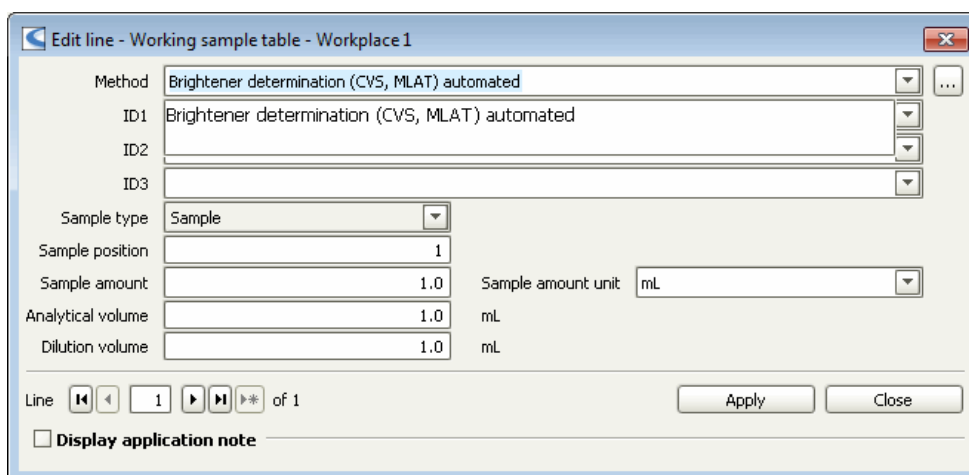 Edit line - Working sample table - Workplace 1
Method Brightener determination (CVS, MLAT) automated ...
ID1 Brightener determination (CVS, MLAT) automated
ID2
ID3
Sample type Sample
Sample position 1
Sample amount 1.0 Sample amount unit mL
Analytical volume 1.0 mL
Dilution volume 1.0 mL
Line 1 of 1 Apply Close
Display application note